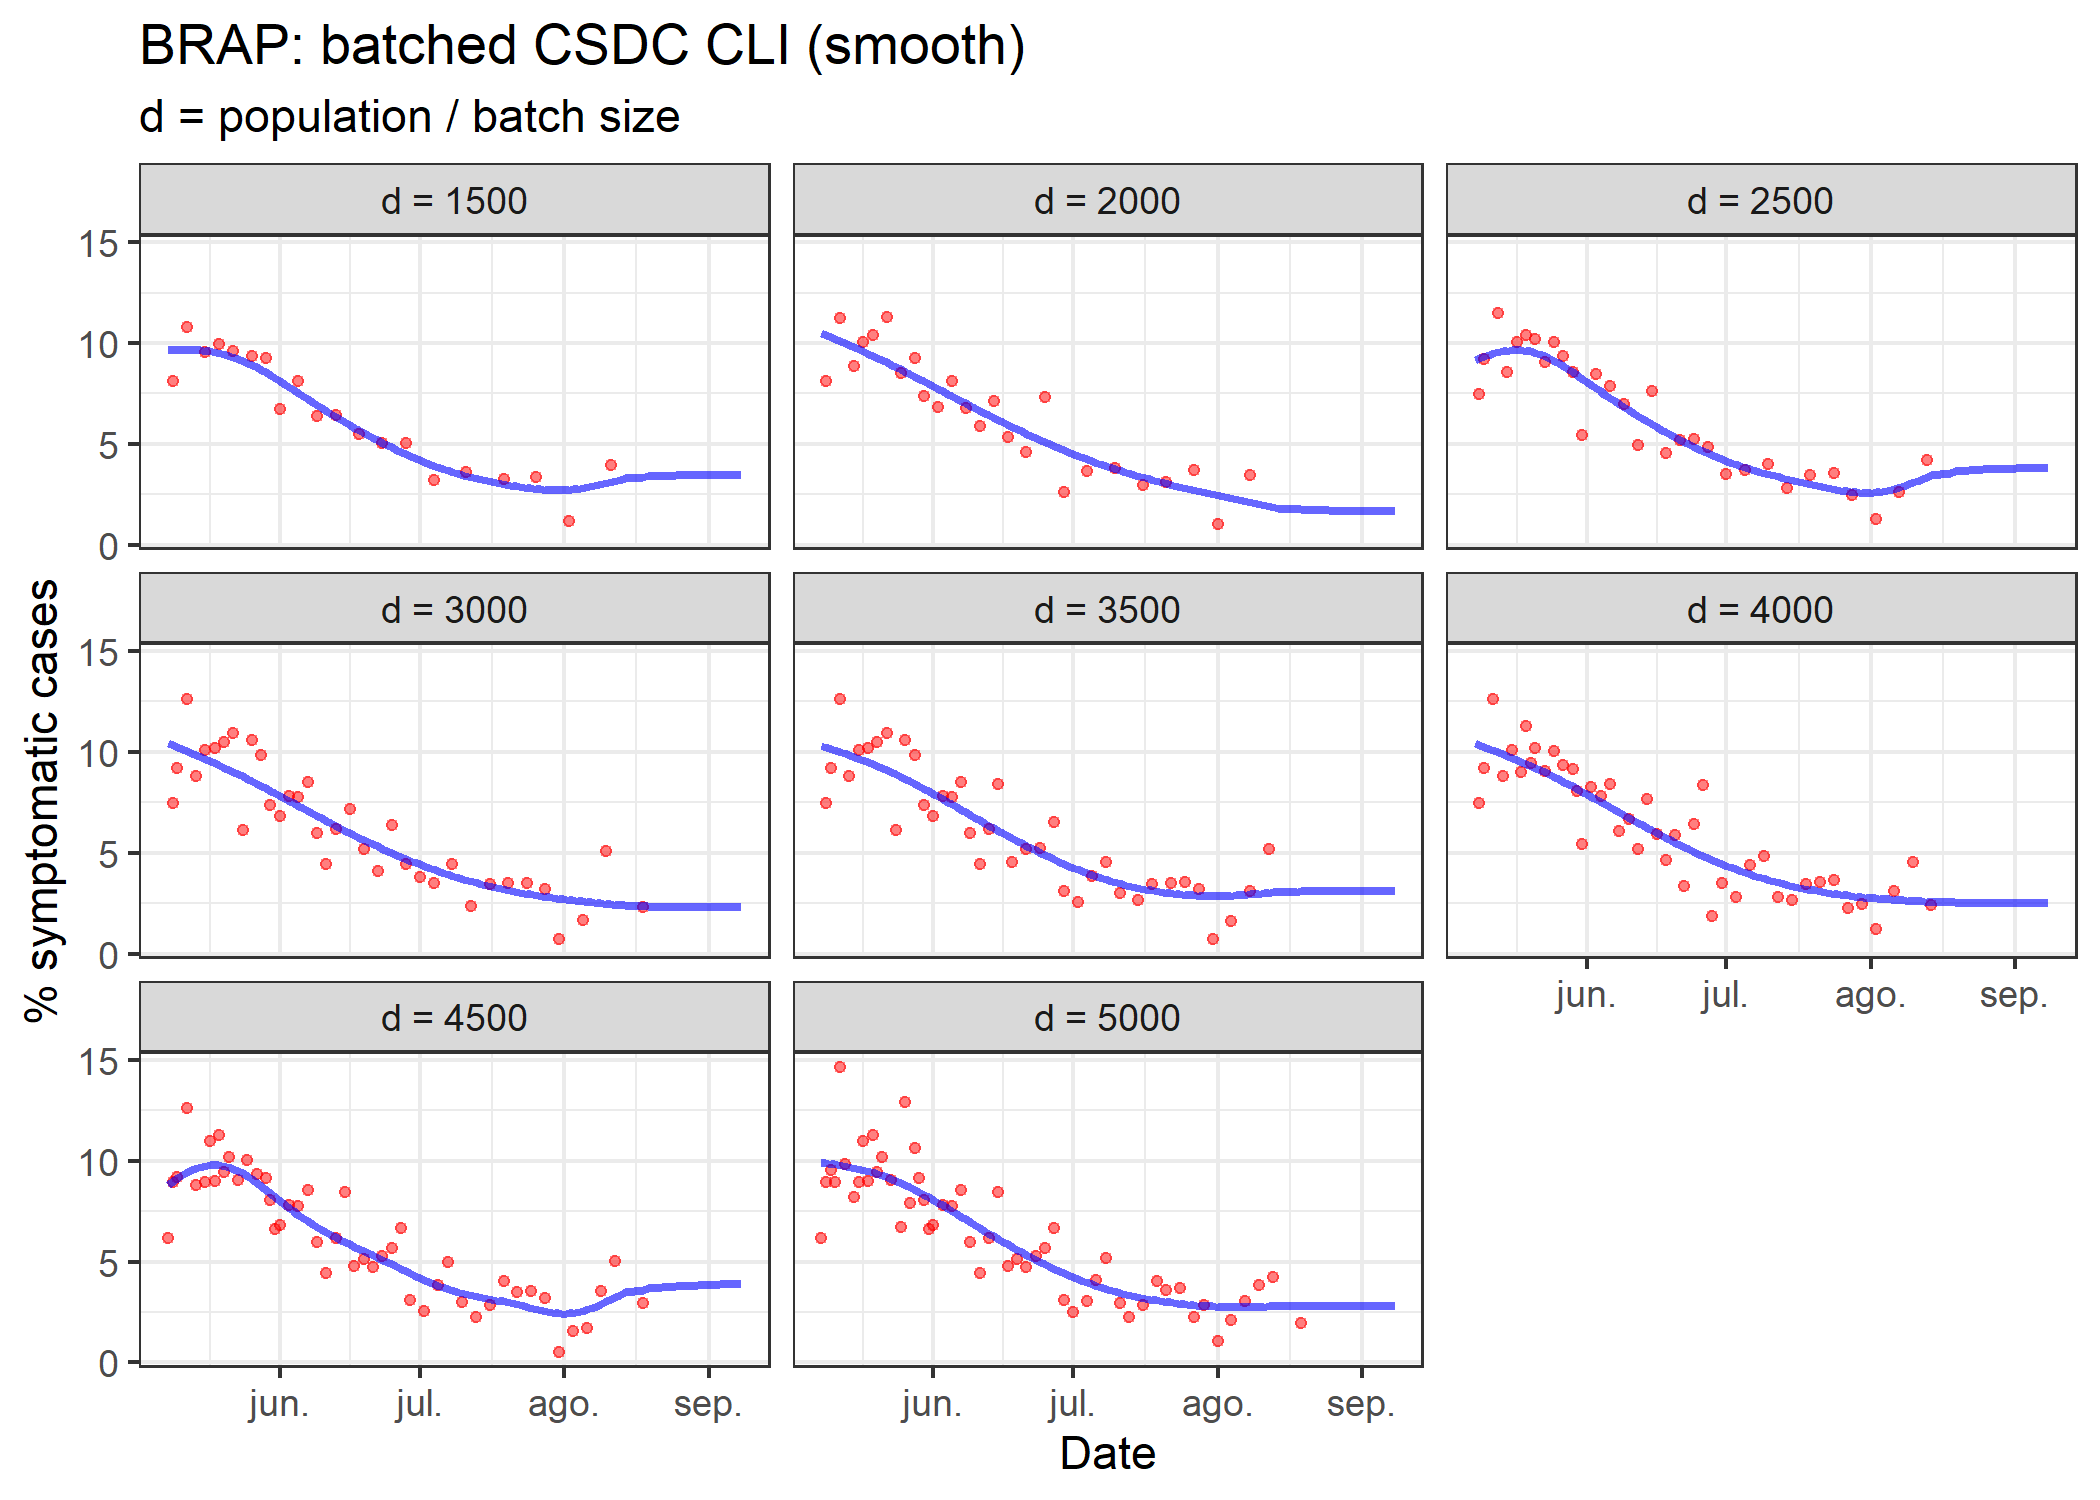 BRAP: batched CSDC CLI (smooth)
d = population / batch size
d = 1500
d = 2000
d = 2500
15
10
5
0
d = 3000
d = 3500
d = 4000
15
10
5
0
jun.
jul.
ago.
sep.
d = 4500
d = 5000
15
10
5
0
jun.
jul.
ago.
sep.
jun.
jul.
ago.
sep.
% symptomatic cases
Date